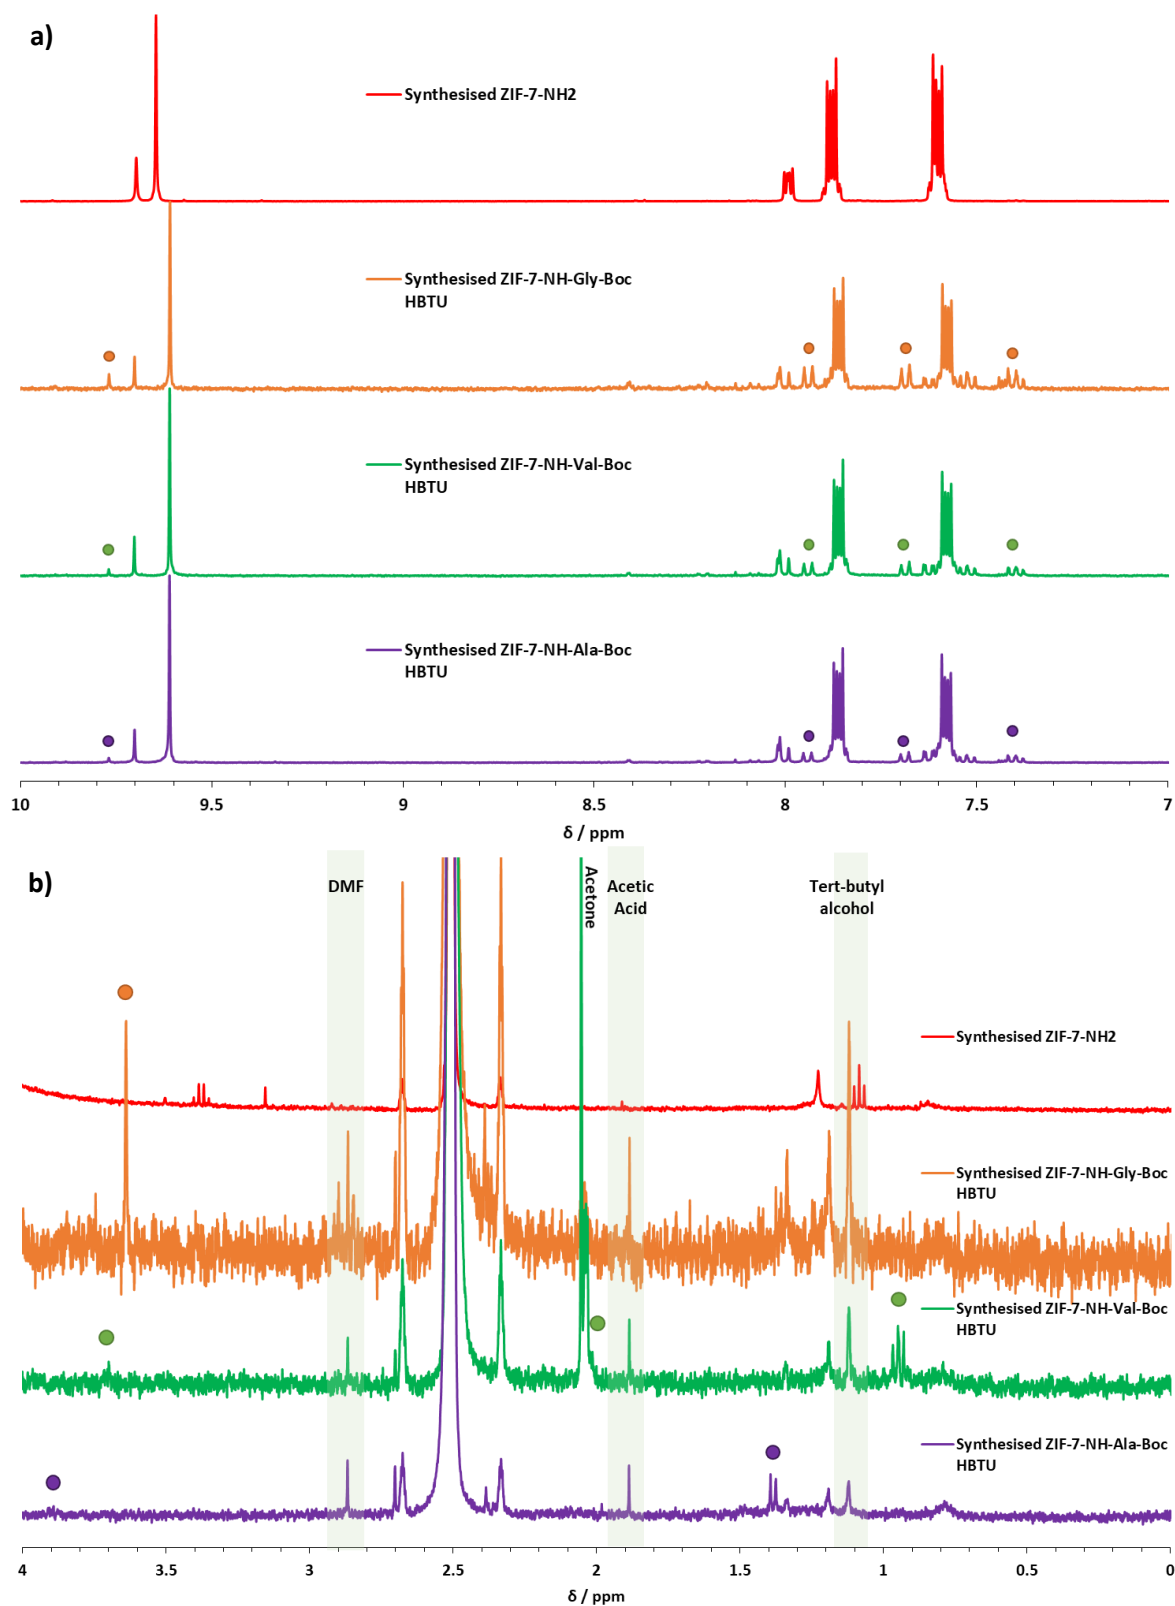 a)
Synthesised ZIF-7-NH2
Synthesised ZIF-7-NH-Gly-Boc
HBTU
Synthesised ZIF-7-NH-Val-Boc
HBTU
Synthesised ZIF-7-NH-Ala-Boc
HBTU
10 9.5 9 8.5 8 7.5 7
δ / ppm
b)
DMF
Acetone
Acetic
Acid
Tert-butyl
alcohol
Synthesised ZIF-7-NH2
Synthesised ZIF-7-NH-Gly-Boc
HBTU
Synthesised ZIF-7-NH-Val-Boc
HBTU
Synthesised ZIF-7-NH-Ala-Boc
HBTU
4 3.5 3 2.5 2 1.5 1 0.5 0
δ / ppm